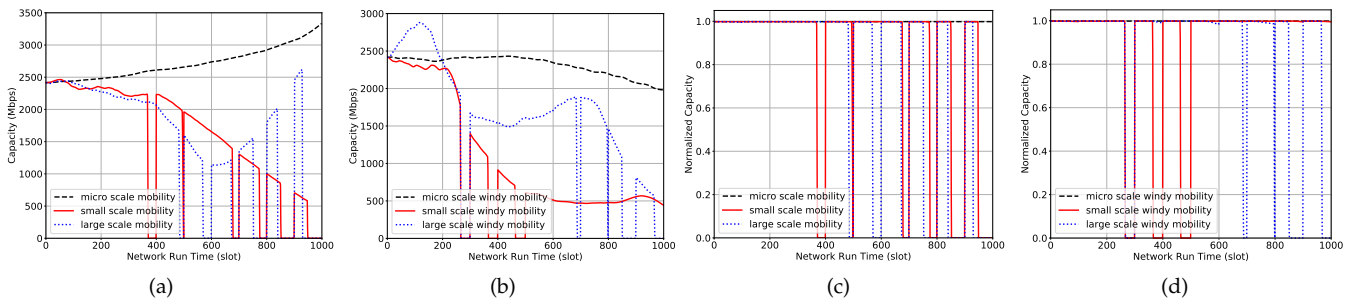 3500
3000
2500
2000
1500
1000
500
0
Capacity (Mbps)
micro scale mobility
small scale mobility
large scale mobility
0 200 400 600 800 1000
Network Run Time (slot)
(a)
3000
2500
2000
1500
1000
500
0
Capacity (Mbps)
micro scale windy mobility
small scale windy mobility
large scale windy mobility
0 200 400 600 800 1000
Network Run Time (slot)
(b)
1.0
0.8
0.6
0.4
0.2
0.0
Normalized Capacity
micro scale mobility
small scale mobility
large scale mobility
0 200 400 600 800 1000
Network Run Time (slot)
(c)
1.0
0.8
0.6
0.4
0.2
0.0
Normalized Capacity
micro scale windy mobility
small scale windy mobility
large scale windy mobility
0 200 400 600 800 1000
Network Run Time (slot)
(d)